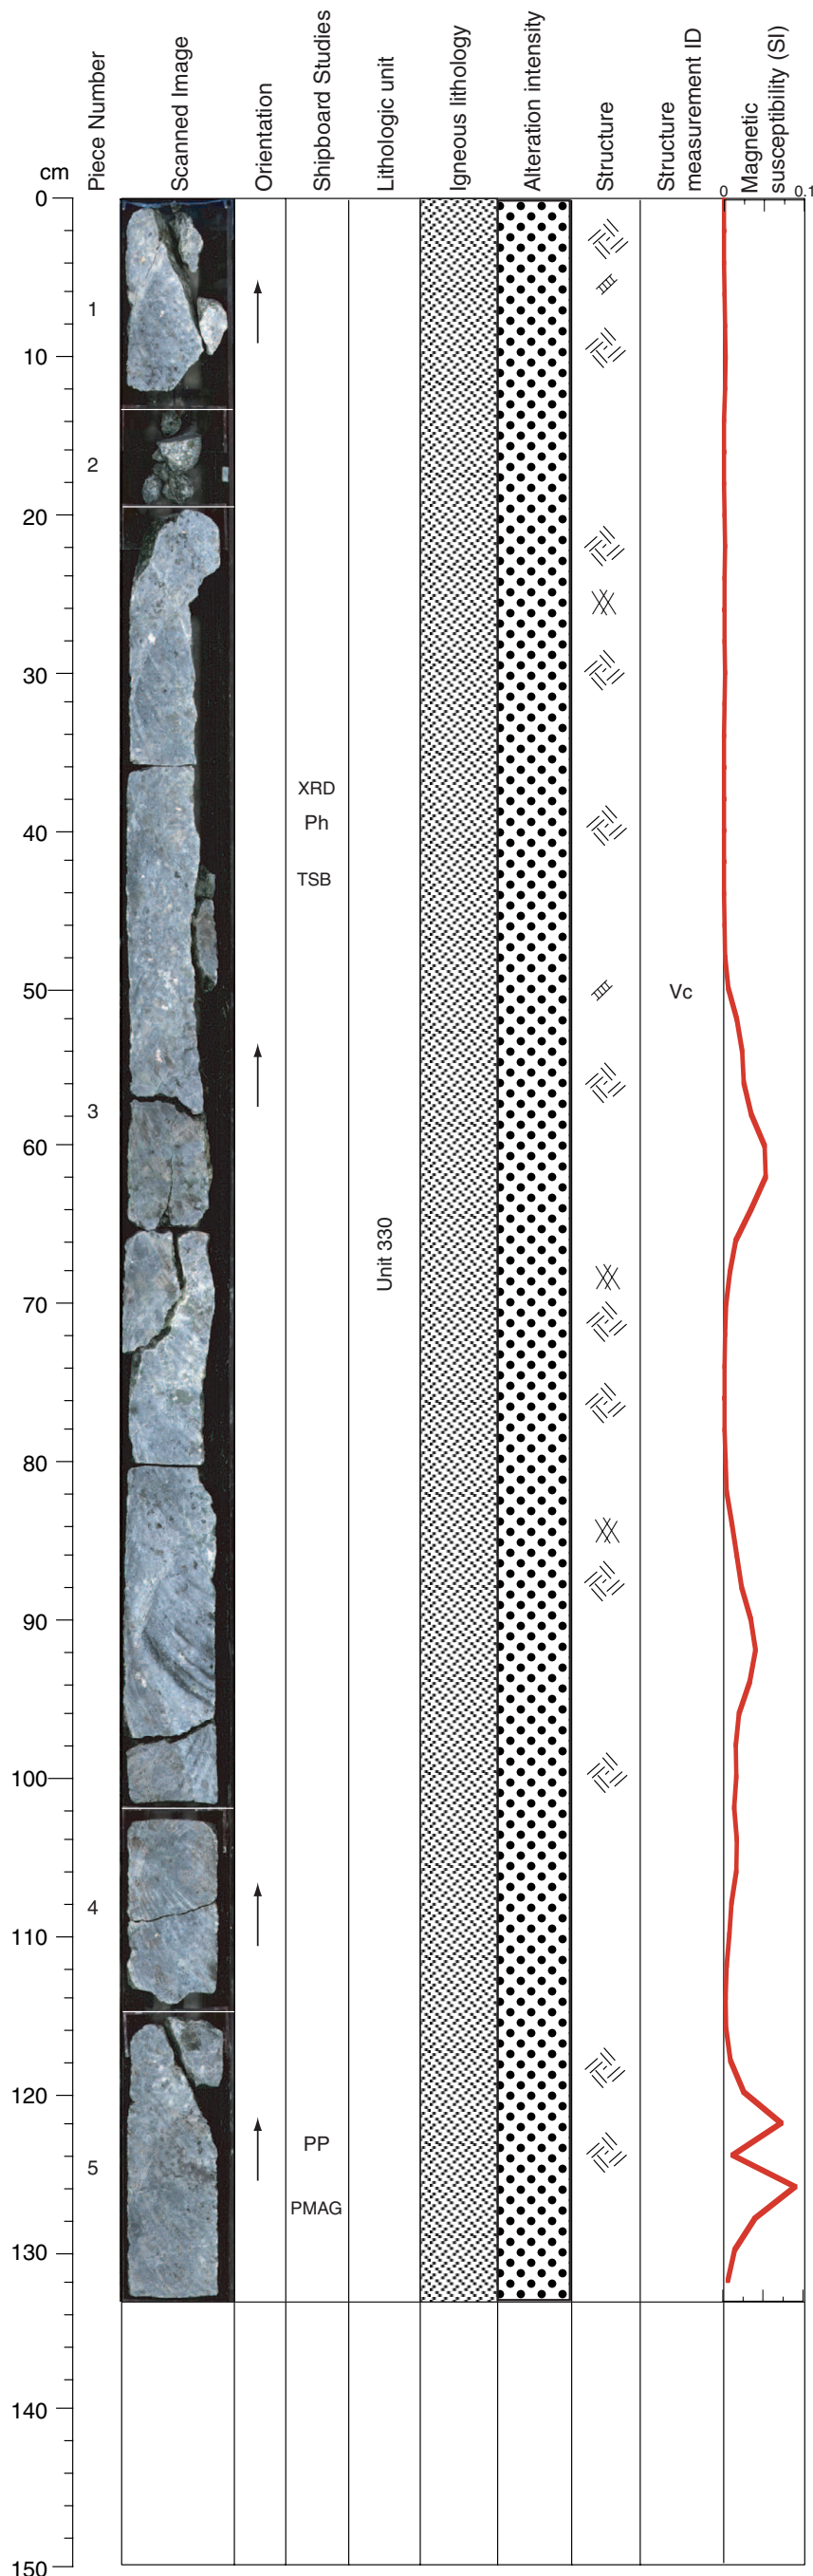 cm
Piece Number
Scanned Image
Orientation
Shipboard Studies
Lithologic unit
Igneous lithology
Alteration intensity
Structure
Structure
measurement ID
Magnetic
susceptibility (SI)
0 0.1
0
1
10
2
20
30
XRD
Ph
40
TSB
50
Vc
3
60
Unit 330
70
80
90
100
4
110
120
PP
5
PMAG
130
140
150